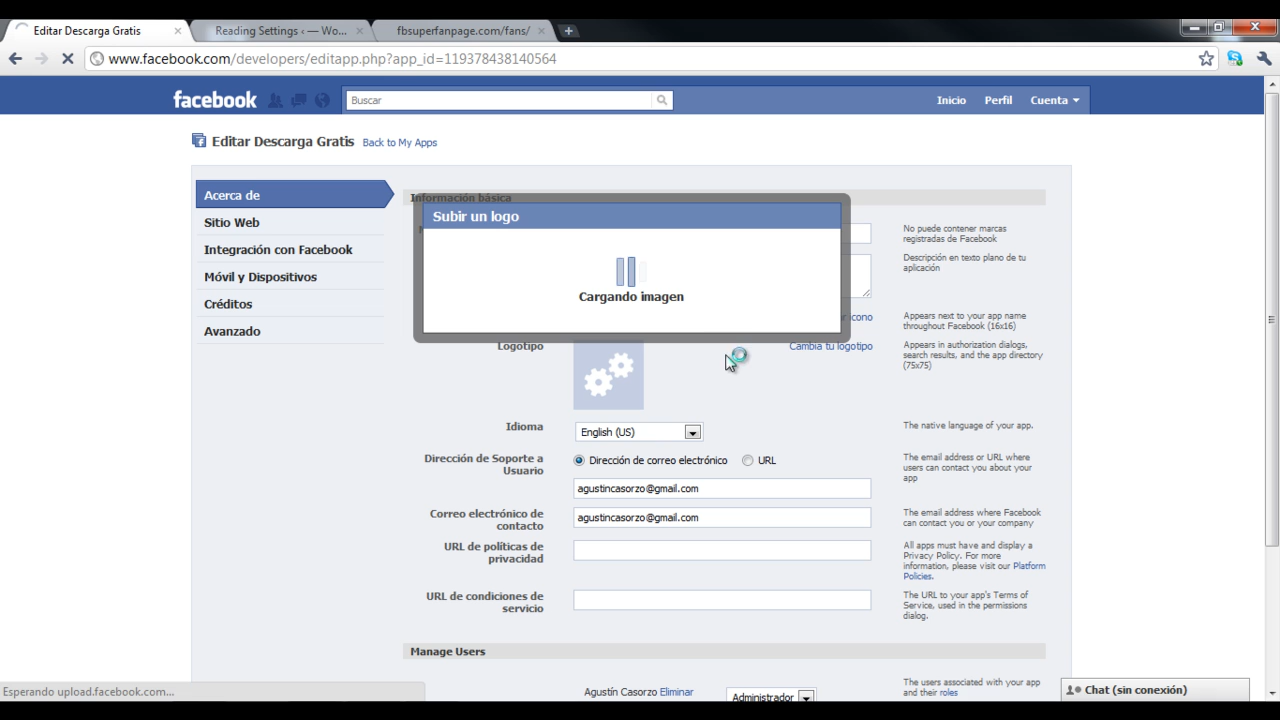 Editar Descarga Gratis
Reading Settings ‹ — Wo...
fbsuperfanpage.com/fans/
www.facebook.com/developers/editapp.php?app_id=119378438140564
facebook
Buscar
Inicio
Perfil
Cuenta
Editar Descarga Gratis
Back to My Apps
Acerca de
Sitio Web
Integración con Facebook
Móvil y Dispositivos
Créditos
Avanzado
Información básica
Subir un logo
Cargando imagen
No puede contener marcas
registradas de Facebook
Descripción en texto plano de tu
aplicación
icono
Appears next to your app name
throughout Facebook (16x16)
Logotipo
Cambia tu logotipo
Appears in authorization dialogs,
search results, and the app directory
(75x75)
Idioma
English (US)
The native language of your app.
Dirección de Soporte a
Usuario
Dirección de correo electrónico
URL
agustincasorzo@gmail.com
The email address or URL where
users can contact you about your
app
Correo electrónico de
contacto
agustincasorzo@gmail.com
The email address where Facebook
can contact you or your company
URL de políticas de
privacidad
All apps must have and display a
Privacy Policy. For more
information, please visit our Platform
Policies.
URL de condiciones de
servicio
The URL to your app's Terms of
Service, used in the permissions
dialog.
Manage Users
Agustín Casorzo Eliminar
Administrador
The users associated with your app
and their roles
Esperando upload.facebook.com...
Chat (sin conexión)